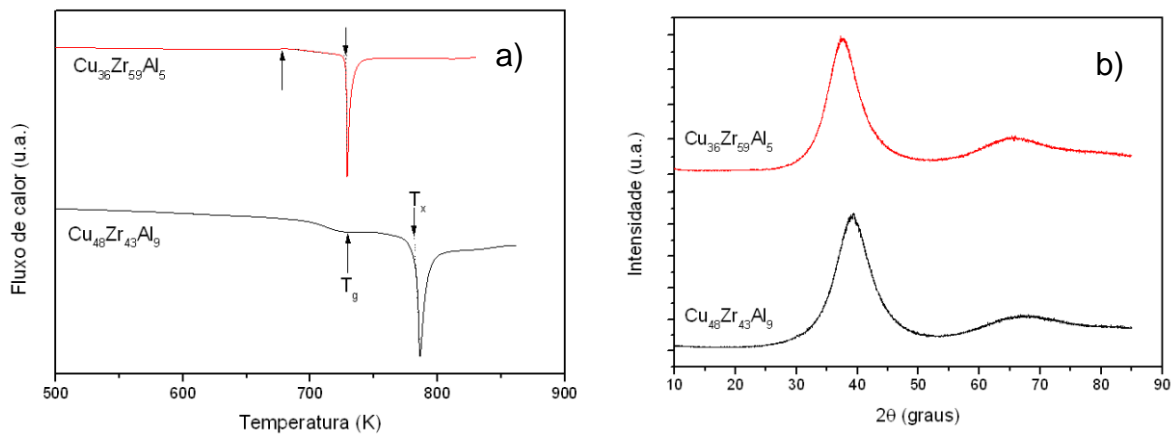 a)
Cu36Zr59Al5
Tx
Cu48Zr43Al9
Tg
Fluxo de calor (u.a.)
500 600 700 800 900
Temperatura (K)
b)
Cu36Zr59Al5
Cu48Zr43Al9
Intensidade (u.a.)
10 20 30 40 50 60 70 80 90
2θ (graus)